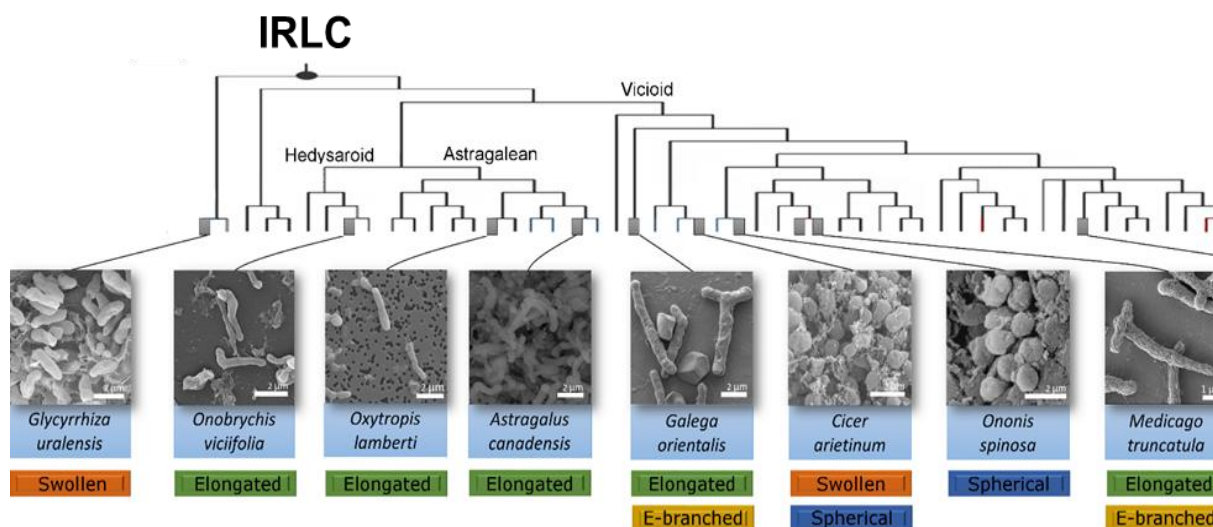 IRLC
Vicioid
Hedysaroid
Astragalean
2 µm
2 µm
2 µm
2 µm
2 µm
2 µm
2 µm
1 µ
Glycyrrhiza
uralensis
Onobrychis
viciifolia
Oxytropis
lamberti
Astragalus
canadensis
Galega
orientalis
Cicer
arietinum
Ononis
spinosa
Medicago
truncatula
Swollen
Elongated
Elongated
Elongated
Elongated
Swollen
Spherical
Elongated
E-branched
Spherical
E-branched